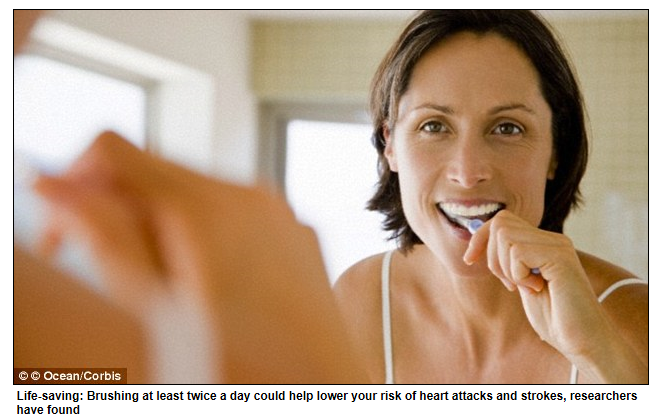 © © Ocean/Corbis
Life-saving: Brushing at least twice a day could help lower your risk of heart attacks and strokes, researchers
have found